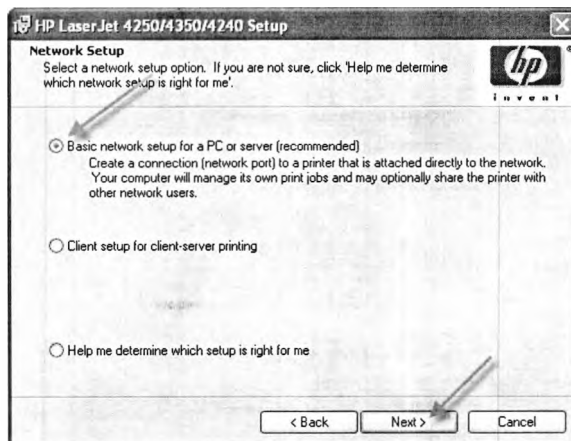 HP LaserJet 4250/4350/4240 Setup
Network Setup
Select a network setup option. If you are not sure, click 'Help me determine
which network setup is right for me'.
hp
invent
Basic network setup for a PC or server (recommended)
Create a connection (network port) to a printer that is attached directly to the network.
Your computer will manage its own print jobs and may optionally share the printer with
other network users.
Client setup for client-server printing
Help me determine which setup is right for me
< Back
Next >
Cancel